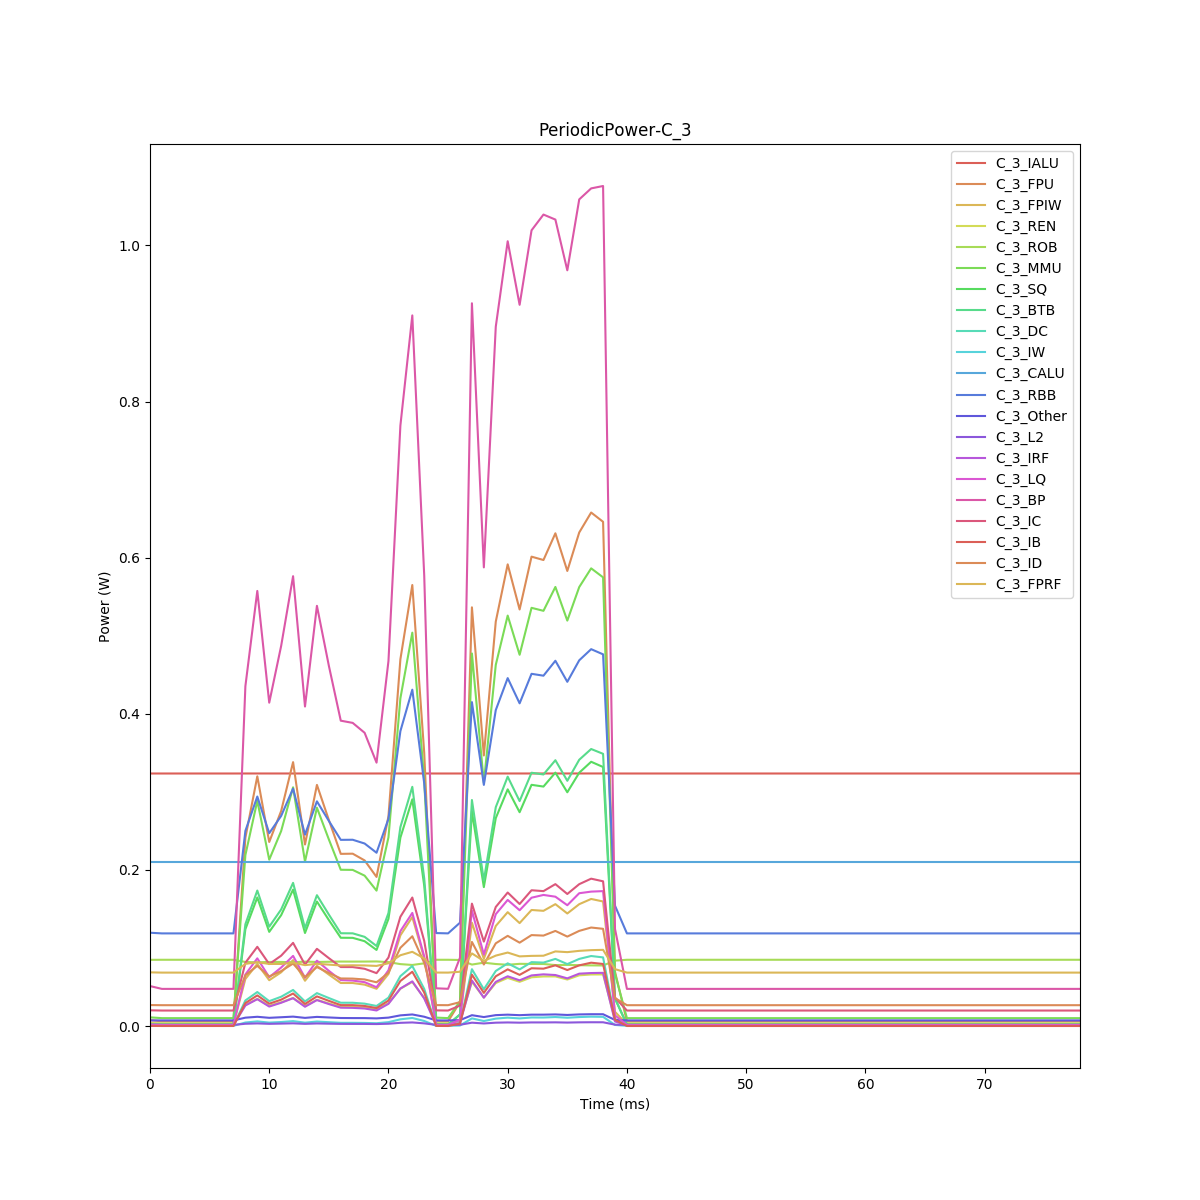 PeriodicPower-C_3
C_3_IALU
C_3_FPU
C_3_FPIW
C_3_REN
C_3_ROB
C_3_MMU
C_3_SQ
C_3_BTB
C_3_DC
C_3_IW
C_3_CALU
C_3_RBB
C_3_Other
C_3_L2
C_3_IRF
C_3_LQ
C_3_BP
C_3_IC
C_3_IB
C_3_ID
C_3_FPRF
1.0
0.8
0.6
0.4
0.2
0.0
Power (W)
0 10 20 30 40 50 60 70
Time (ms)